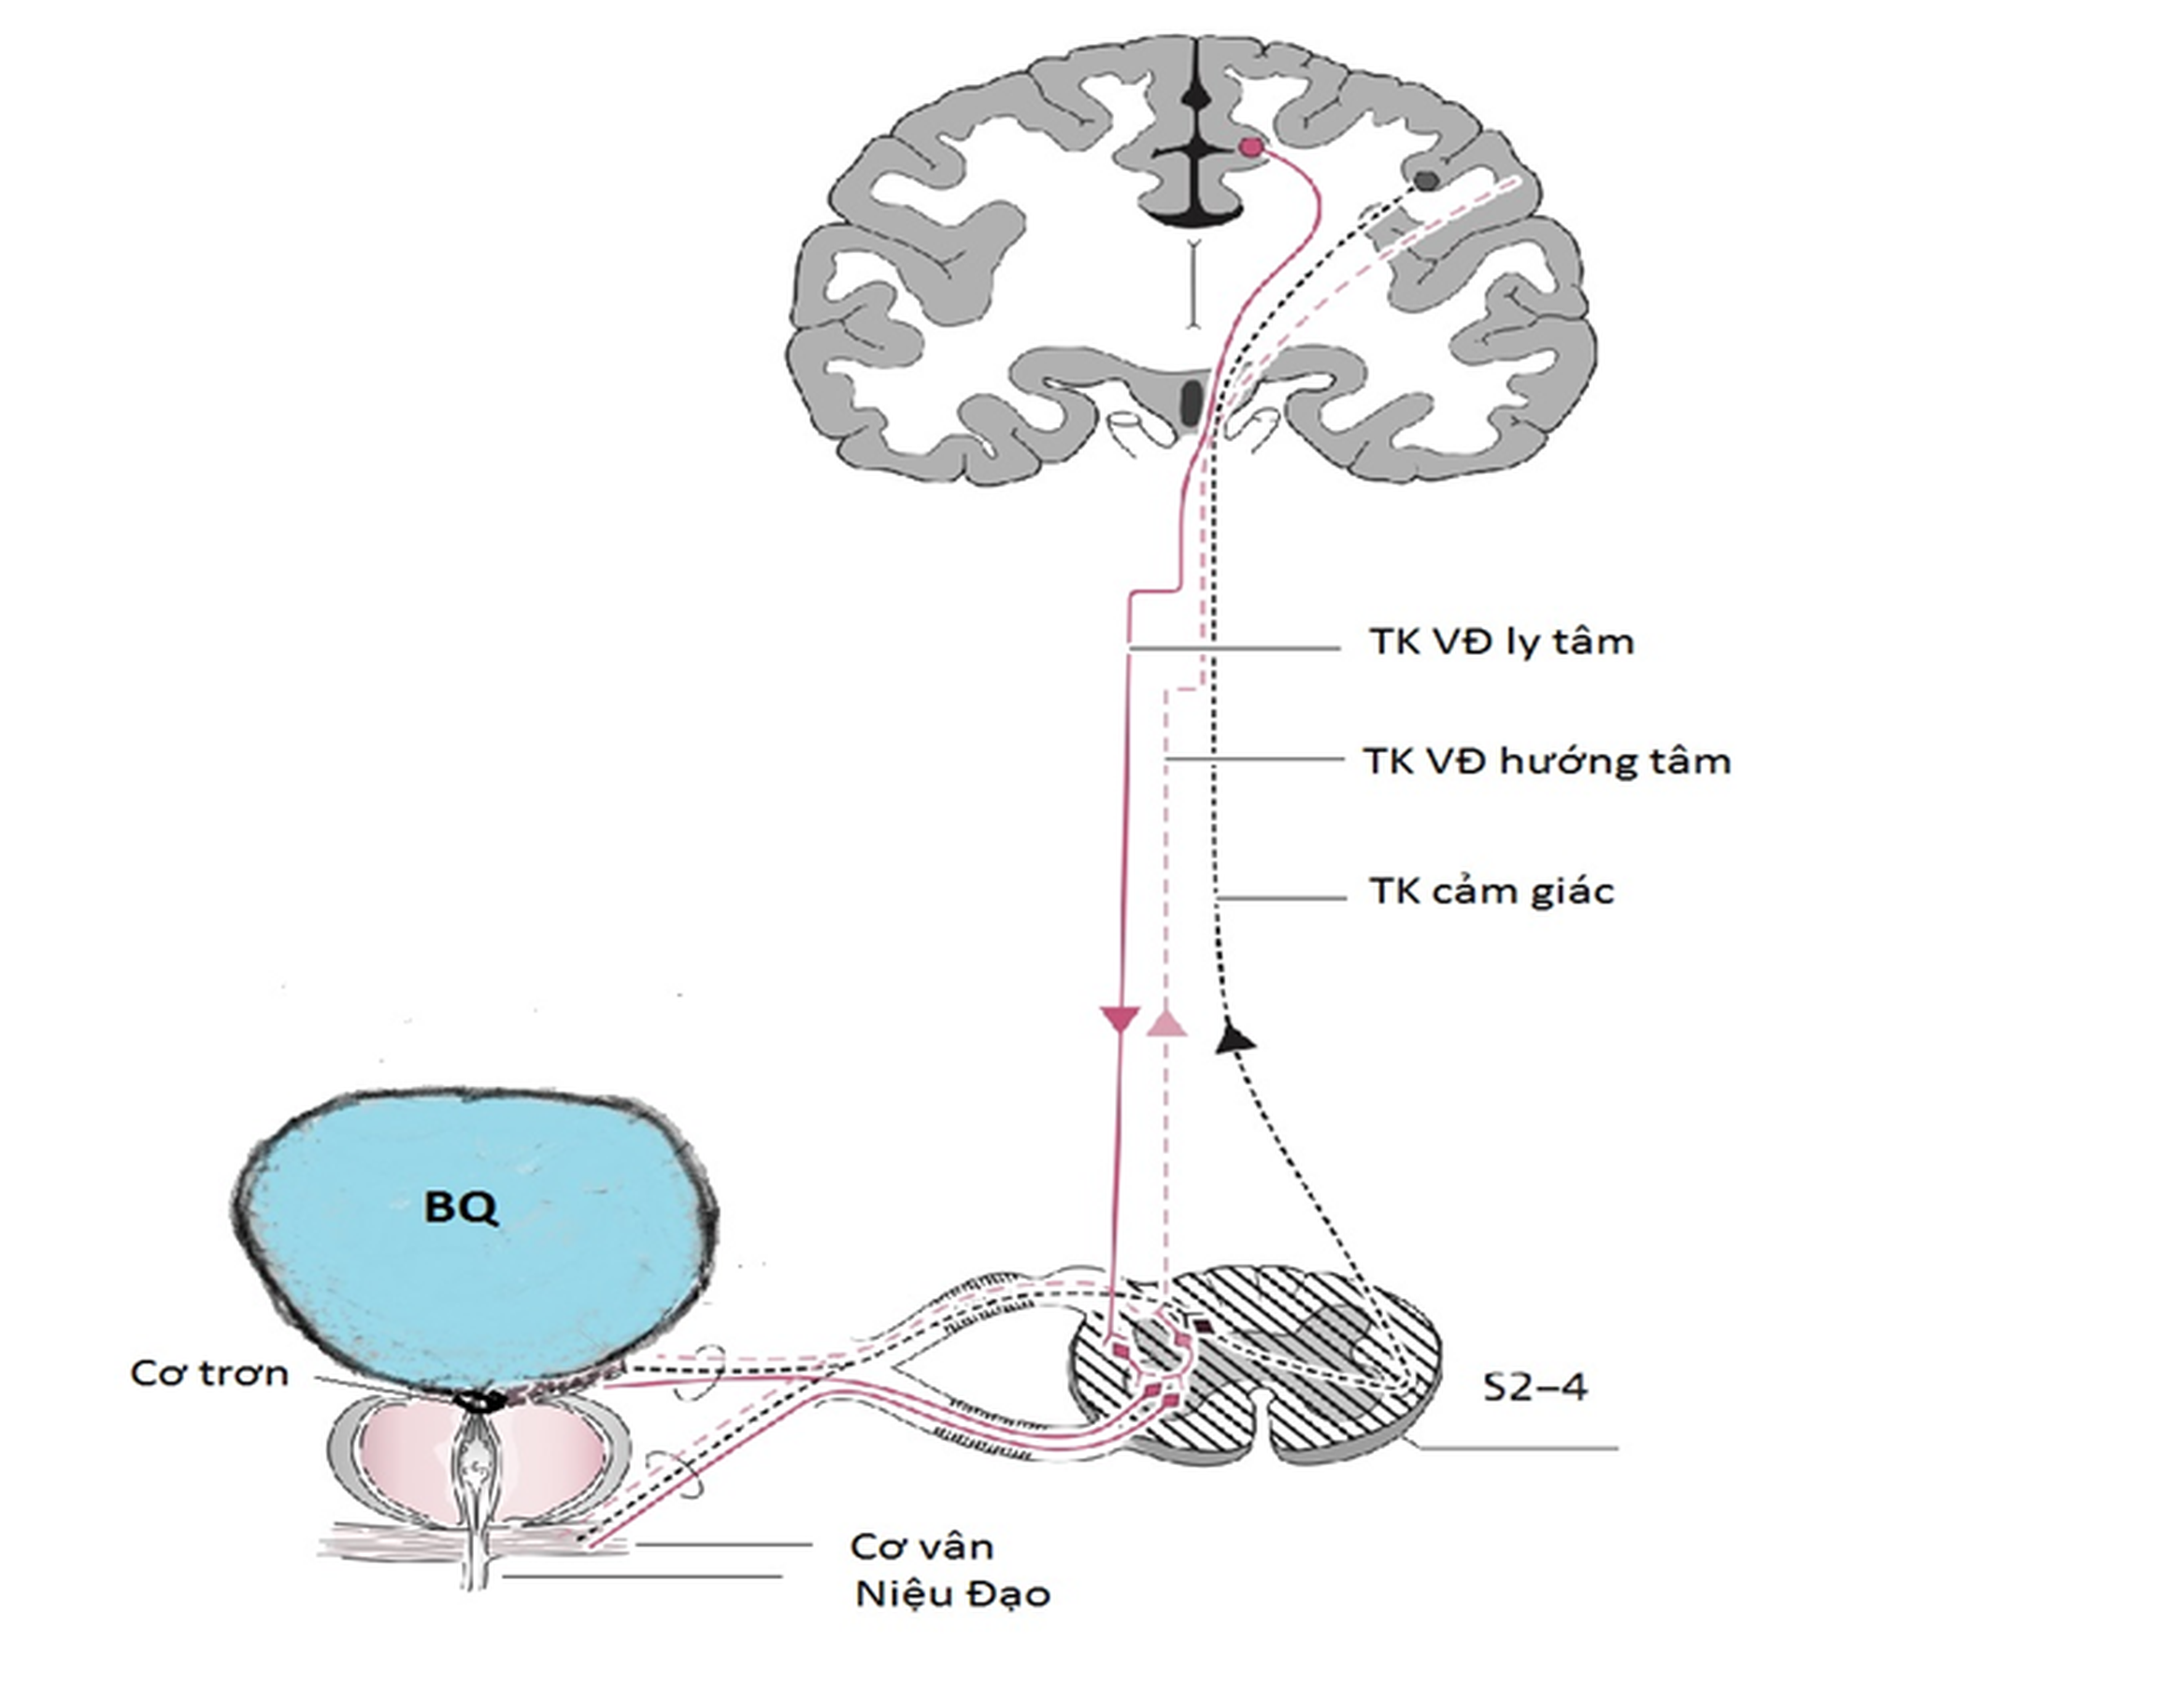 TK VĐ ly tâm
TK VĐ hướng tâm
TK cảm giác
BQ
Cơ trơn
S2–4
Cơ vân
Niệu Đạo